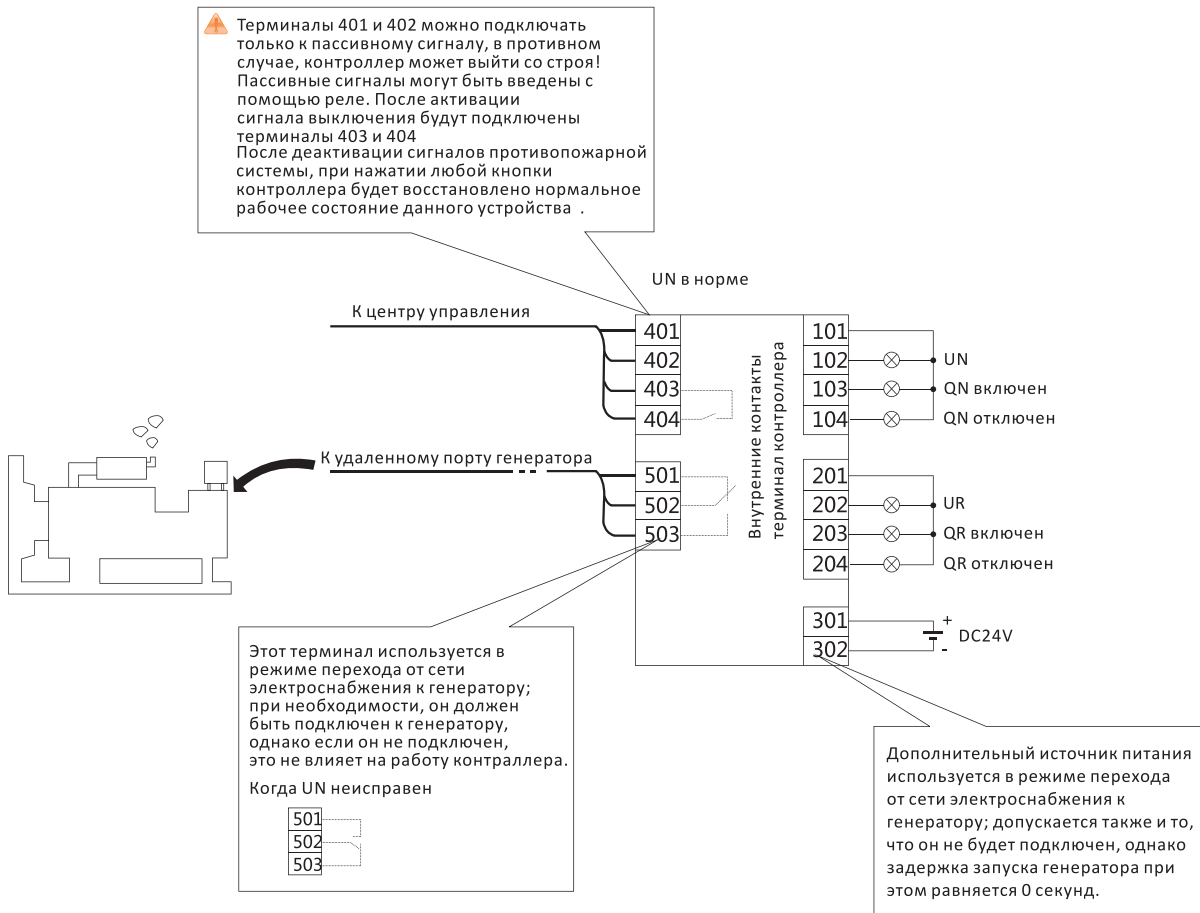 Терминалы 401 и 402 можно подключать
только к пассивному сигналу, в противном
случае, контроллер может выйти со строя!
Пассивные сигналы могут быть введены с
помощью реле. После активации
сигнала выключения будут подключены
терминалы 403 и 404
После деактивации сигналов противопожарной
системы, при нажатии любой кнопки
контроллера будет восстановлено нормальное
рабочее состояние данного устройства .
UN в норме
К центру управления
401
402
403
404
К удаленному порту генератора
501
502
503
Внутренние контакты
терминал контроллера
101
102
103
104
UN
QN включен
QN отключен
201
202
203
204
UR
QR включен
QR отключен
301
302
+
DC24V
-
Этот терминал используется в
режиме перехода от сети
электроснабжения к генератору;
при необходимости, он должен
быть подключен к генератору,
однако если он не подключен,
это не влияет на работу контраллера.
Когда UN неисправен
501
502
503
Дополнительный источник питания
используется в режиме перехода
от сети электроснабжения к
генератору; допускается также и то,
что он не будет подключен, однако
задержка запуска генератора при
этом равняется 0 секунд.